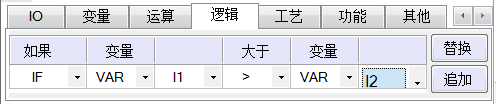 IO 变量 运算 逻辑 工艺 功能 其他
如果 变量 大于 变量 替换
IF VAR I1 > VAR I2 追加